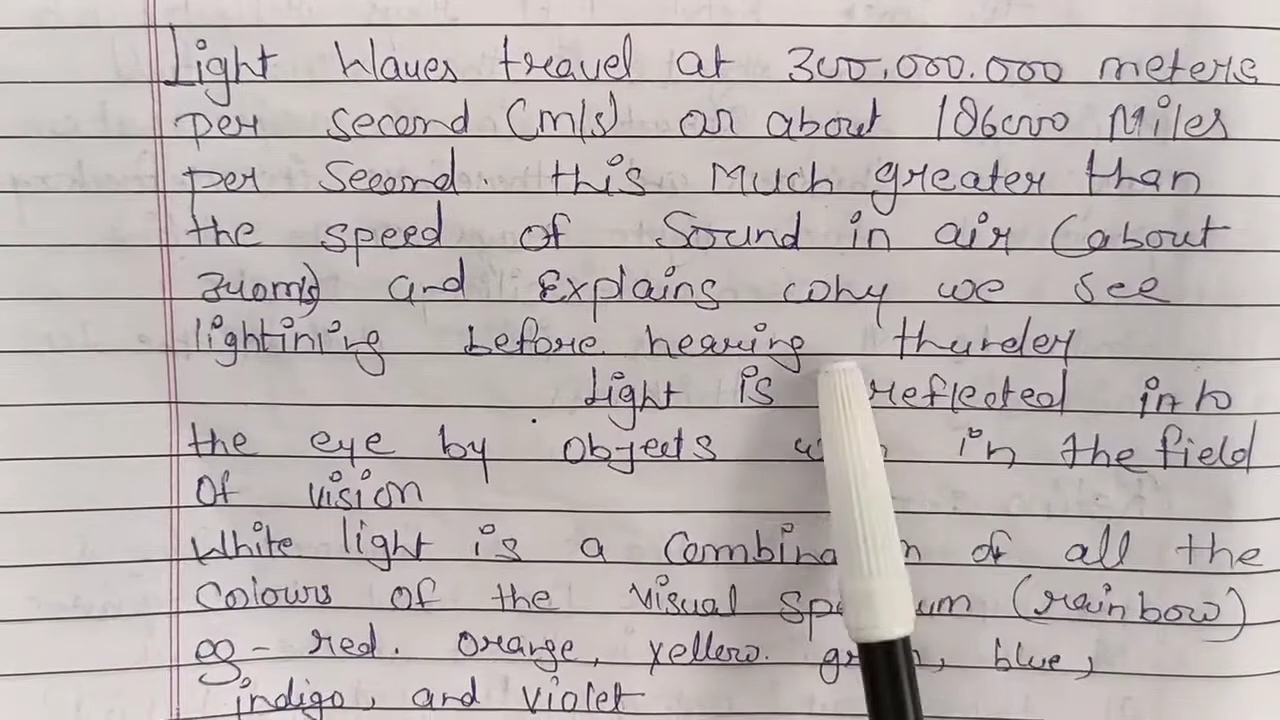 Light Waves travel at 300.000.000 meters
per second (m/s) or about 186000 Miles
per Second. this Much greater than
the speed of Sound in air (about
340m/s) and Explains why we see
lightining before hearing thunder
Light is reflected into
the eye by objects in the field
of vision
White light is a of all the
Colours of the visual (rainbow)
eg - red. orange, yellow. blue,
indigo, and violet